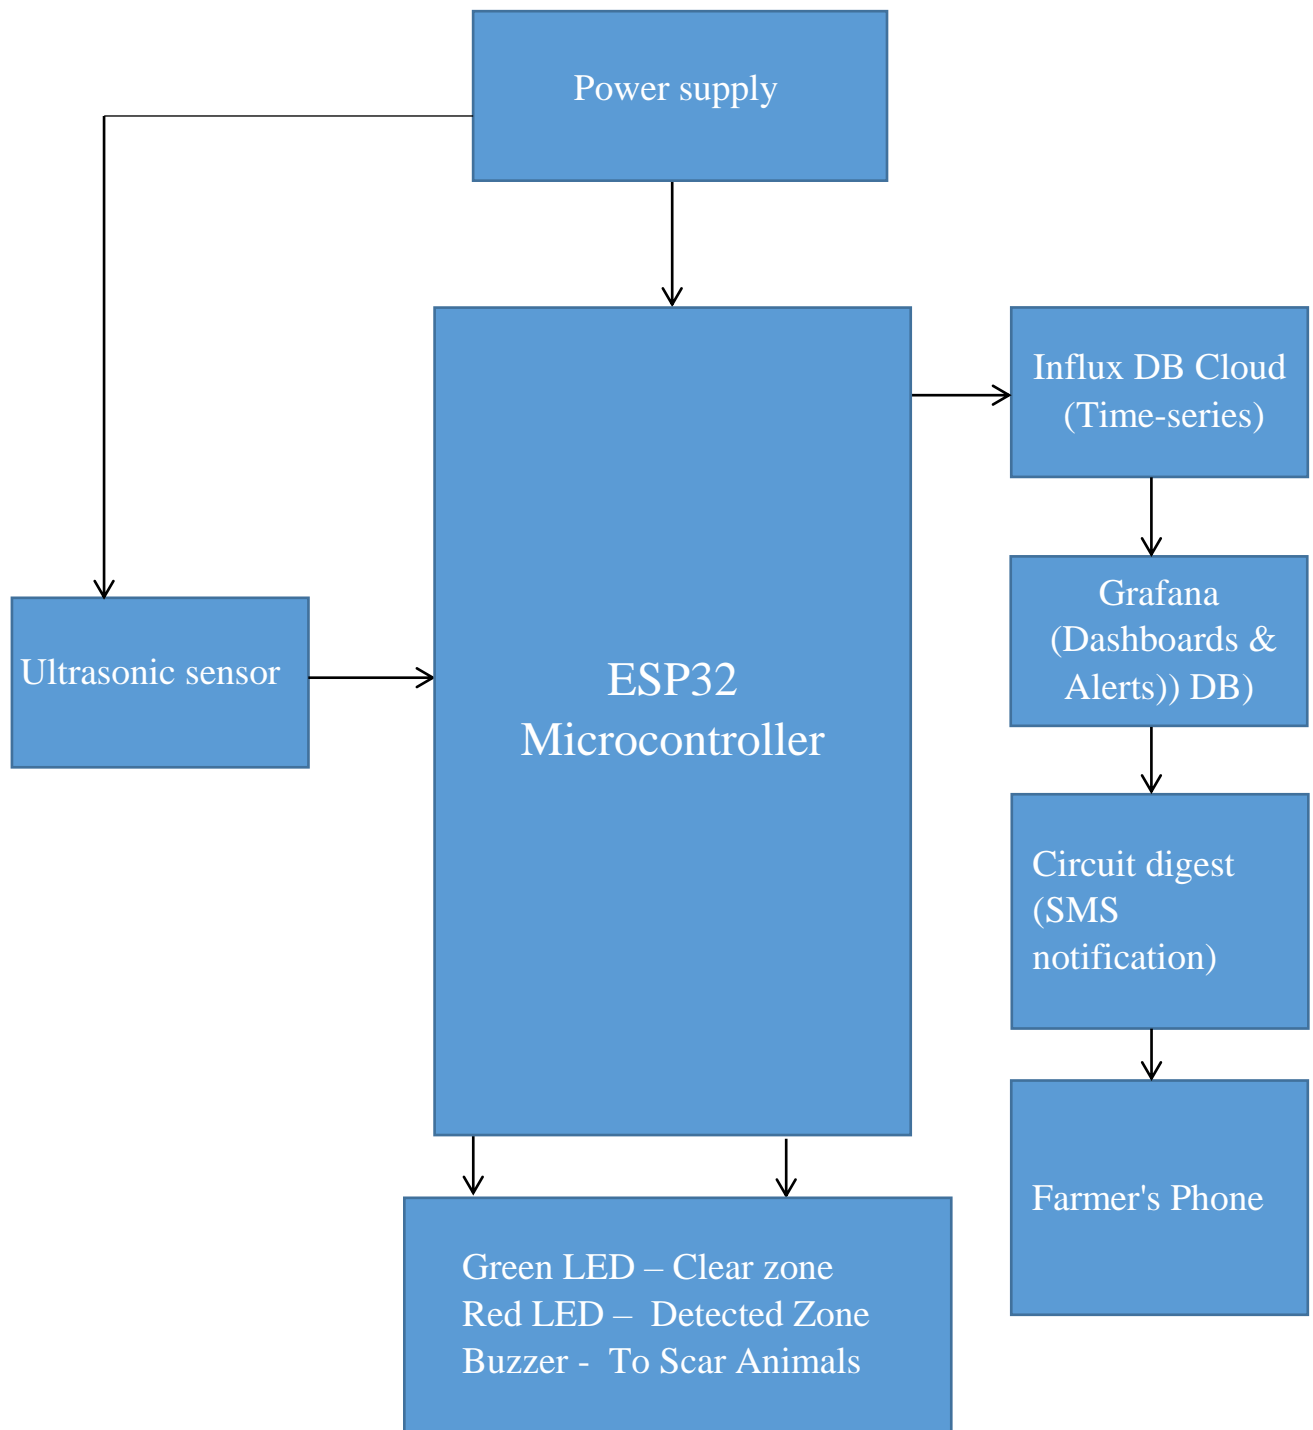 Power supply
Influx DB Cloud
(Time-series)
Grafana
(Dashboards &
Alerts)) DB)
Ultrasonic sensor
ESP32
Microcontroller
Circuit digest
(SMS
notification)
Farmer's Phone
Green LED – Clear zone
Red LED –  Detected Zone
Buzzer -  To Scar Animals